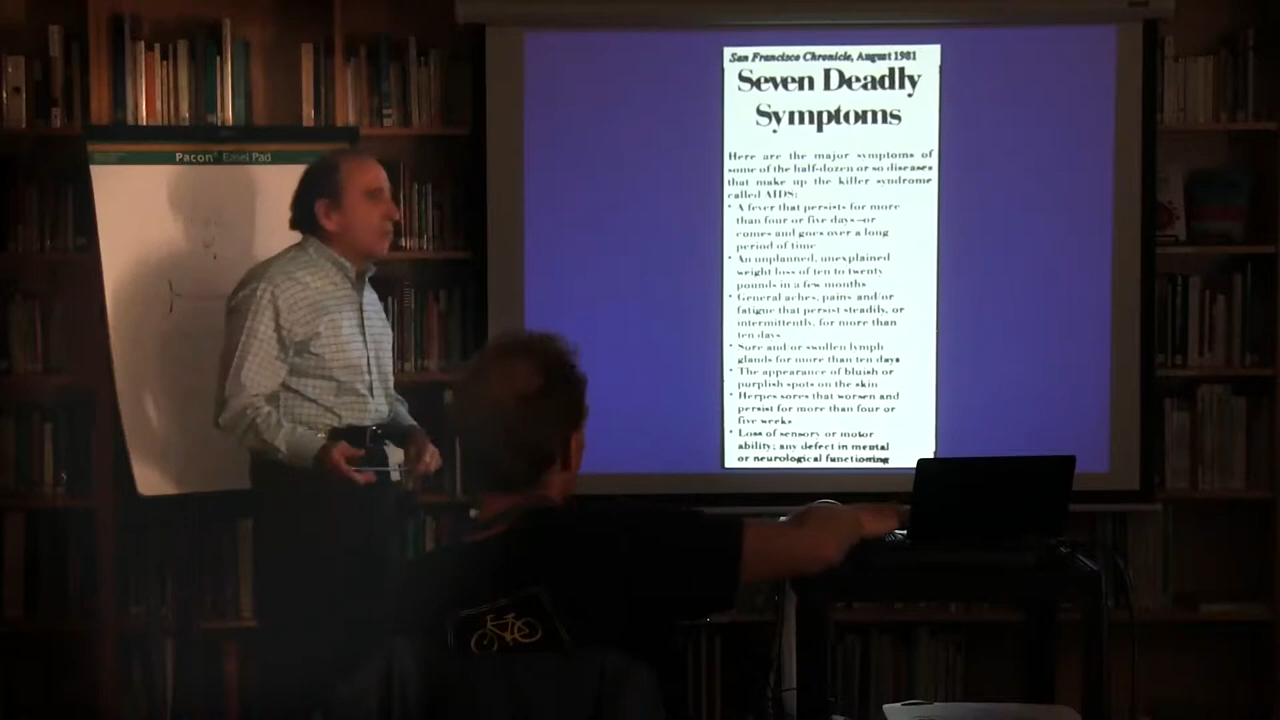 Pacon® Easel Pad
San Francisco Chronicle, August 1981
Seven Deadly
Symptoms
Here are the major symptoms of
some of the half-dozen or so diseases
that make up the killer syndrome
called AIDS:
• A fever that persists for more
than four or five days—or
comes and goes over a long
period of time
• An unplanned, unexplained
weight loss of ten to twenty
pounds in a few months
• General aches, pains and/or
fatigue that persist steadily, or
intermittently, for more than
ten days
• Sore and/or swollen lymph
glands for more than ten days
• The appearance of bluish or
purplish spots on the skin
• Herpes sores that worsen and
persist for more than four or
five weeks
• Loss of sensory or motor
ability; any defect in mental
or neurological functioning